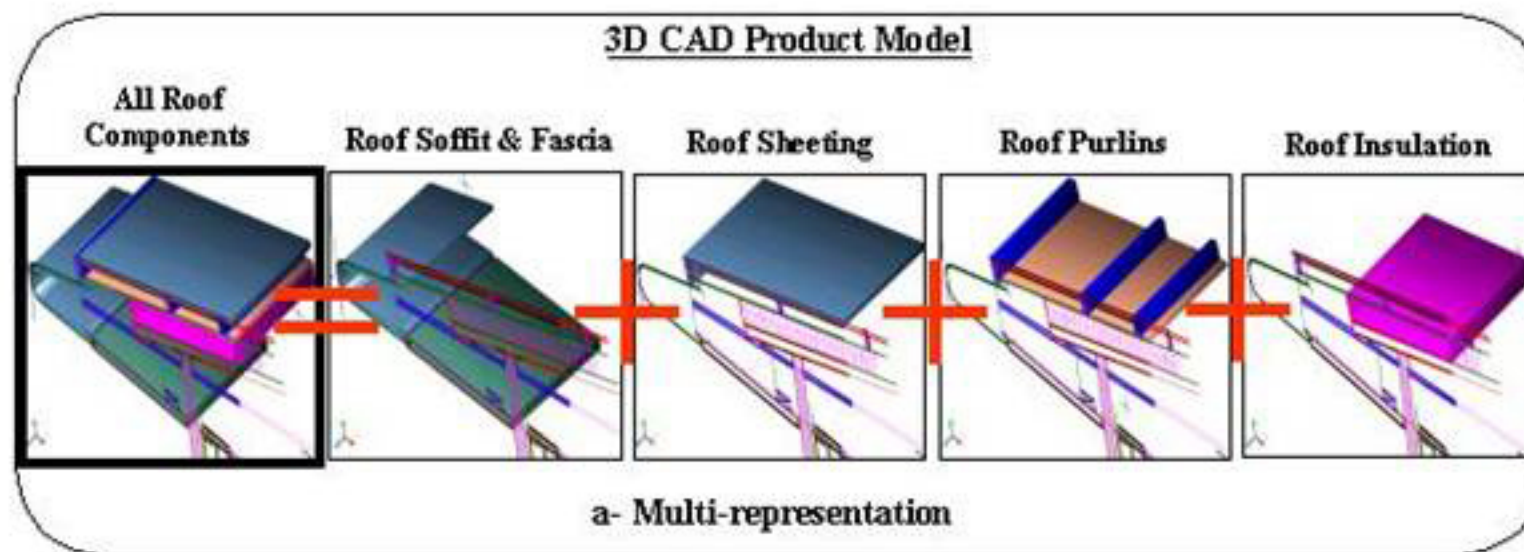 3D CAD Product Model
All Roof
Components
Roof Soffit & Fascia
Roof Sheeting
Roof Purlins
Roof Insulation
a- Multi-representation